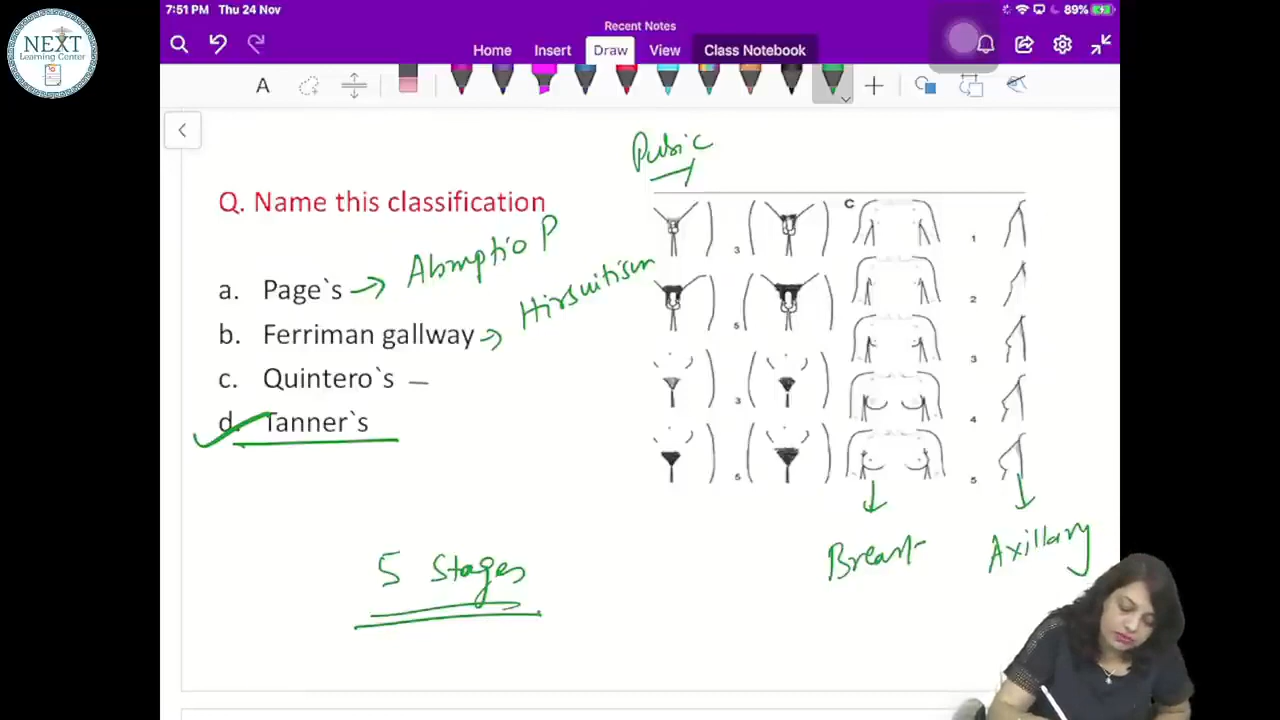 7:51 PM Thu 24 Nov
89%
NEXT
Learning Center
Recent Notes
Home Insert Draw View Class Notebook
A
Pubic
Q. Name this classification
a. Page`s → Abruptio P
b. Ferriman gallway → Hirsuitism
c. Quintero`s –
d. Tanner`s
C
1
3
2
5
3
3
4
5
5
5 Stages
Breast
Axillary